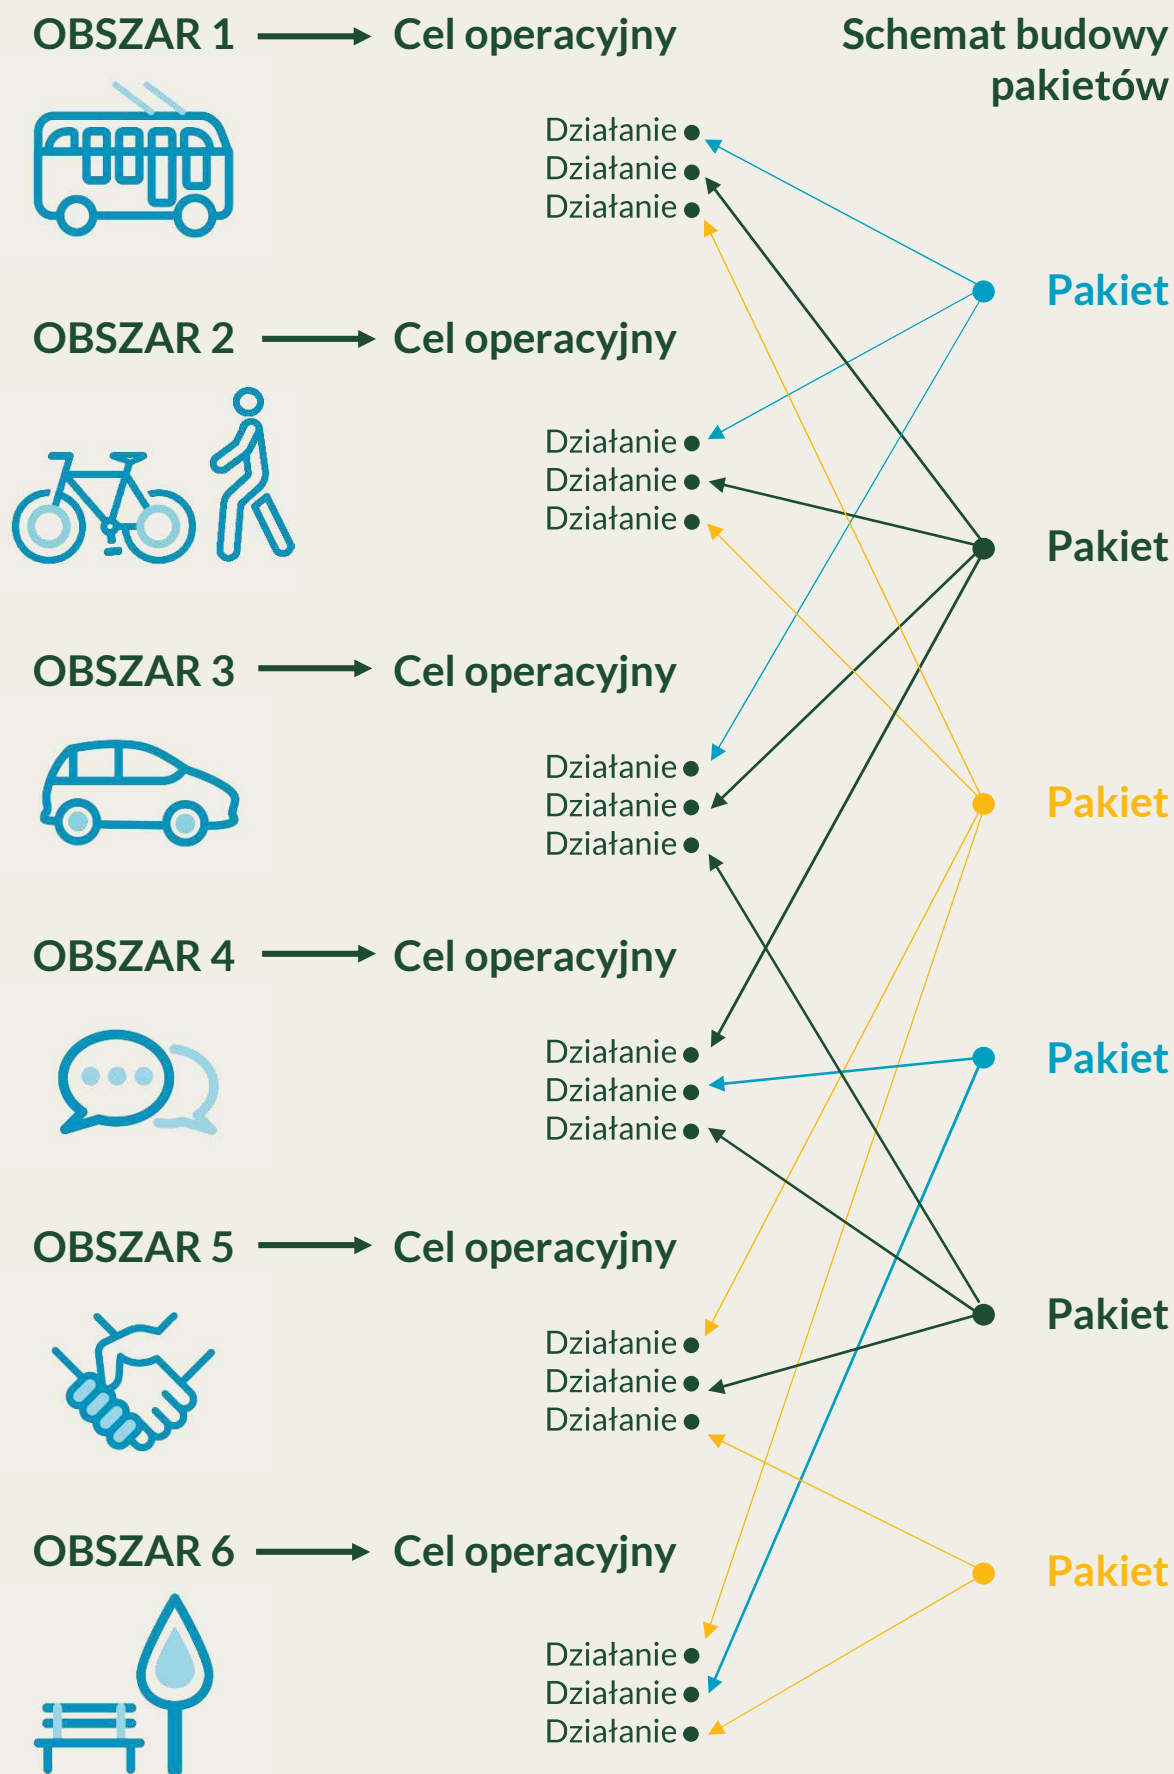 OBSZAR 1 Cel operacyjny
Schemat budowy
pakietów
Działanie
Działanie
Działanie
Pakiet
OBSZAR 2 Cel operacyjny
Działanie
Działanie
Działanie
Pakiet
OBSZAR 3 Cel operacyjny
Działanie
Działanie
Działanie
Pakiet
OBSZAR 4 Cel operacyjny
Działanie
Działanie
Działanie
Pakiet
OBSZAR 5 Cel operacyjny
Działanie
Działanie
Działanie
Pakiet
OBSZAR 6 Cel operacyjny
Pakiet
Działanie
Działanie
Działanie